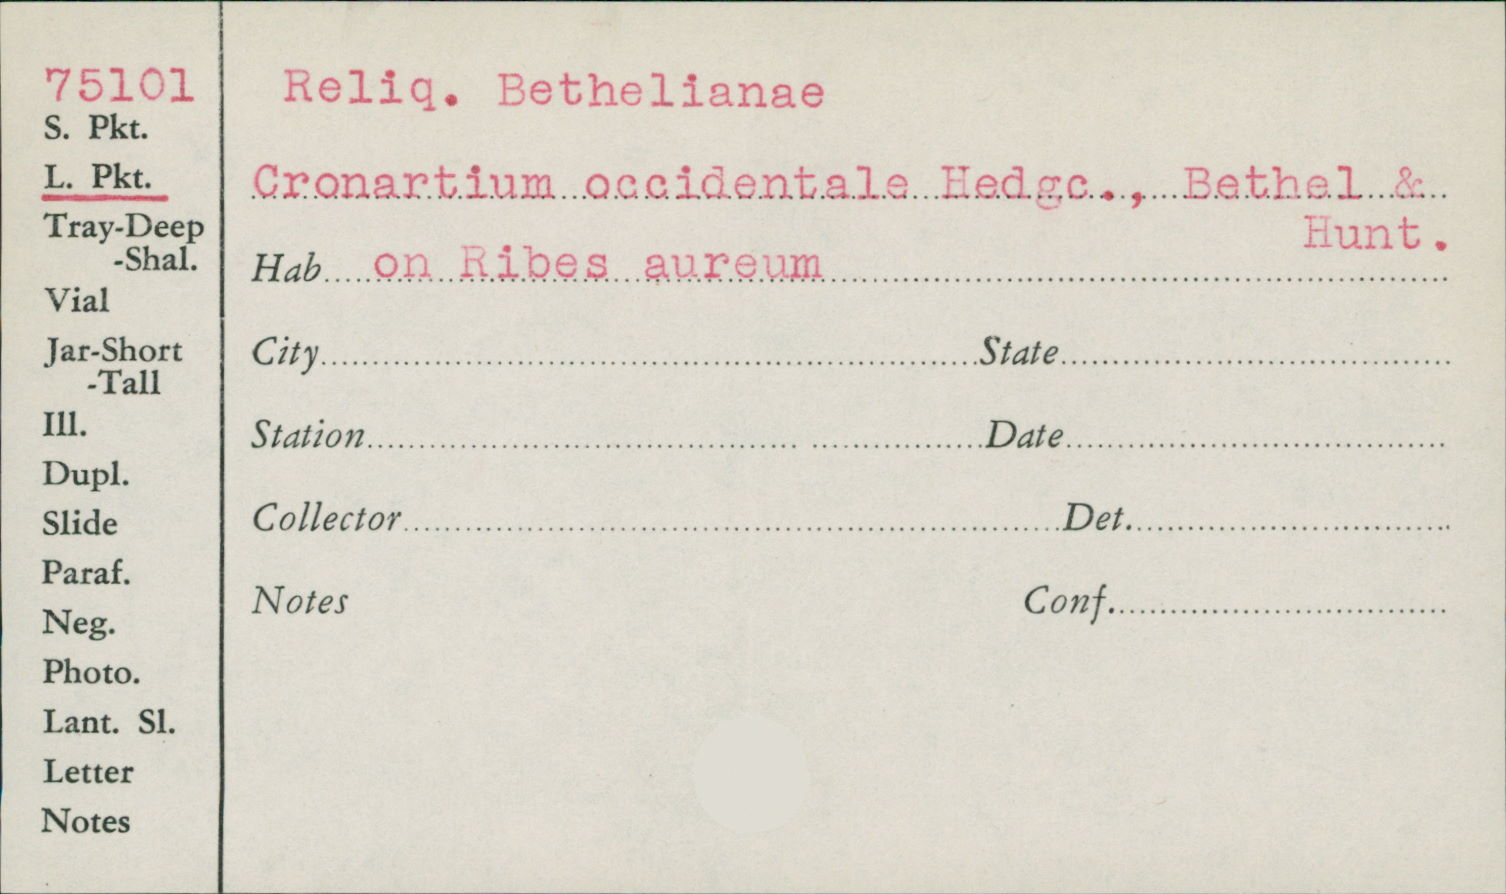 75101
S. Pkt.
L. Pkt.
Tray-Deep
-Shal.
Vial
Jar-Short
-Tall
Ill.
Dupl.
Slide
Paraf.
Neg.
Photo.
Lant. Sl.
Letter
Notes
Reliq. Bethelianae
Cronartium occidentale Hedgc., Bethel &
Hunt.
Hab. on Ribes aureum
City State
Station Date
Collector Det.
Notes Conf.